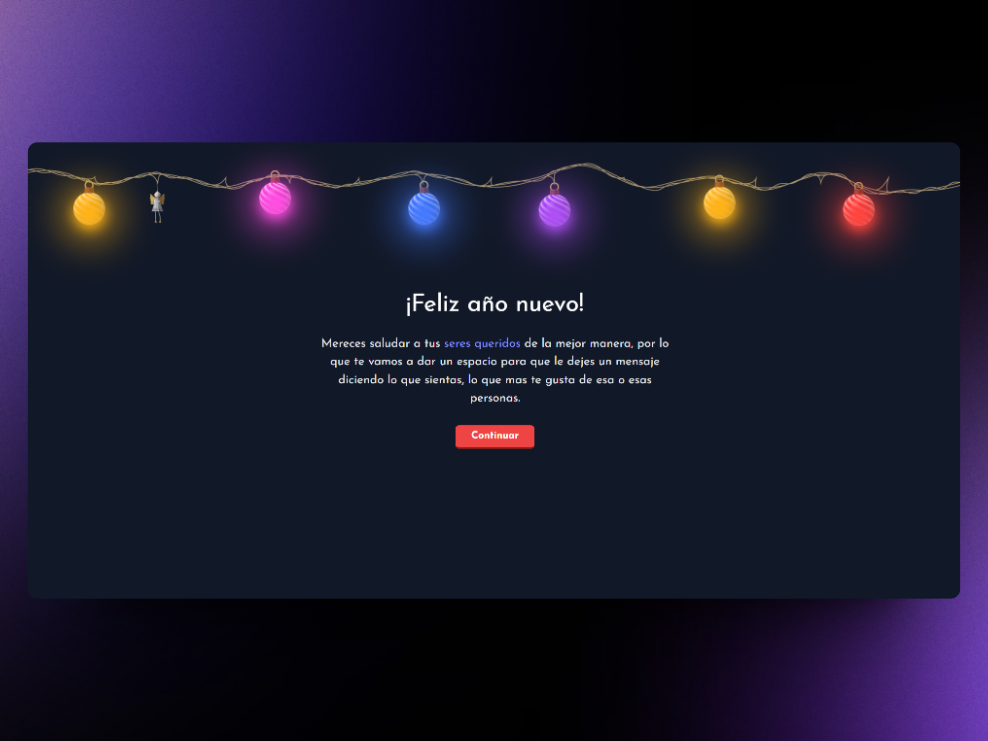 ¡Feliz año nuevo!
Mereces saludar a tus seres queridos de la mejor manera, por lo
que te vamos a dar un espacio para que le dejes un mensaje
diciendo lo que sientas, lo que mas te gusta de esa o esas
personas.
Continuar